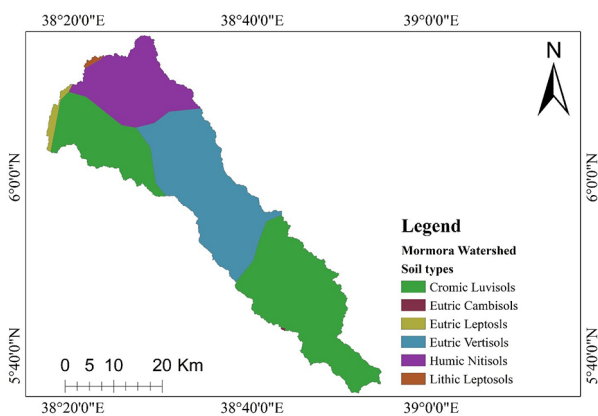 38°20'0"E 38°40'0"E 39°0'0"E
N
6°0'0"N 6°0'0"N
Legend
Mormora Watershed
Soil types
Cromic Luvisols
Eutric Cambisols
Eutric Leptosls
Eutric Vertisols
Humic Nitisols
Lithic Leptosols
5°40'0"N 5°40'0"N
0 5 10 20 Km
38°20'0"E 38°40'0"E 39°0'0"E